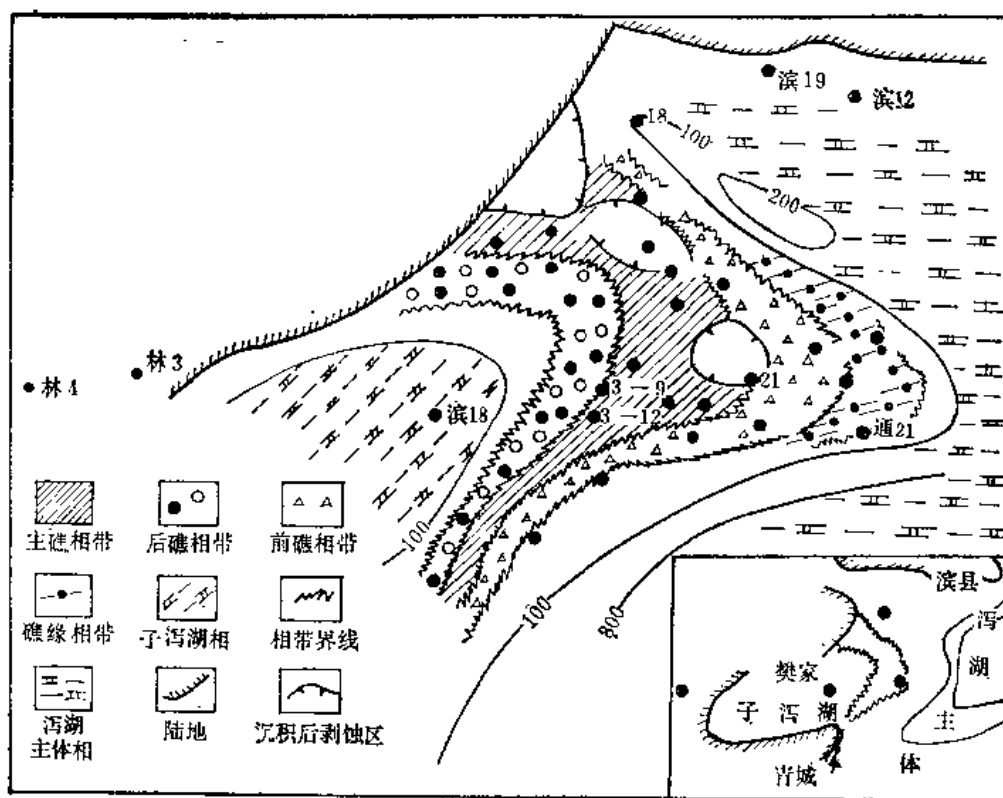 滨19
滨12
18
100
200
林3
林4
滨18
3-9
3-12
21
通21
100
100
800
主礁相带
后礁相带
前礁相带
礁缘相带
子泻湖相
相带界线
泻湖
主体相
陆地
沉积后剥蚀区
滨县
泻
湖
主
体
樊家
子泻湖
青城